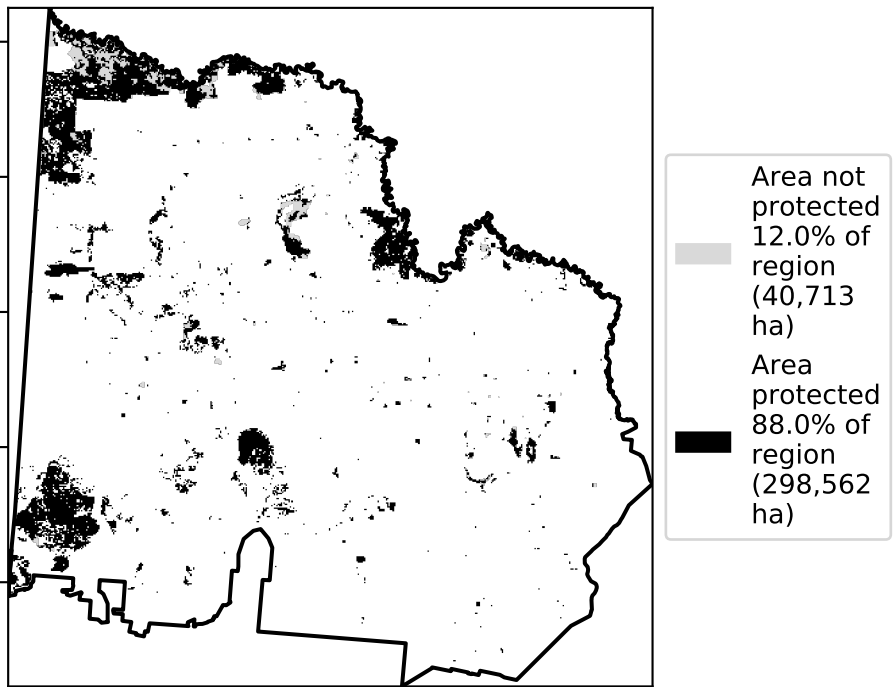 Area not
protected
12.0% of
region
(40,713
ha)
Area
protected
88.0% of
region
(298,562
ha)